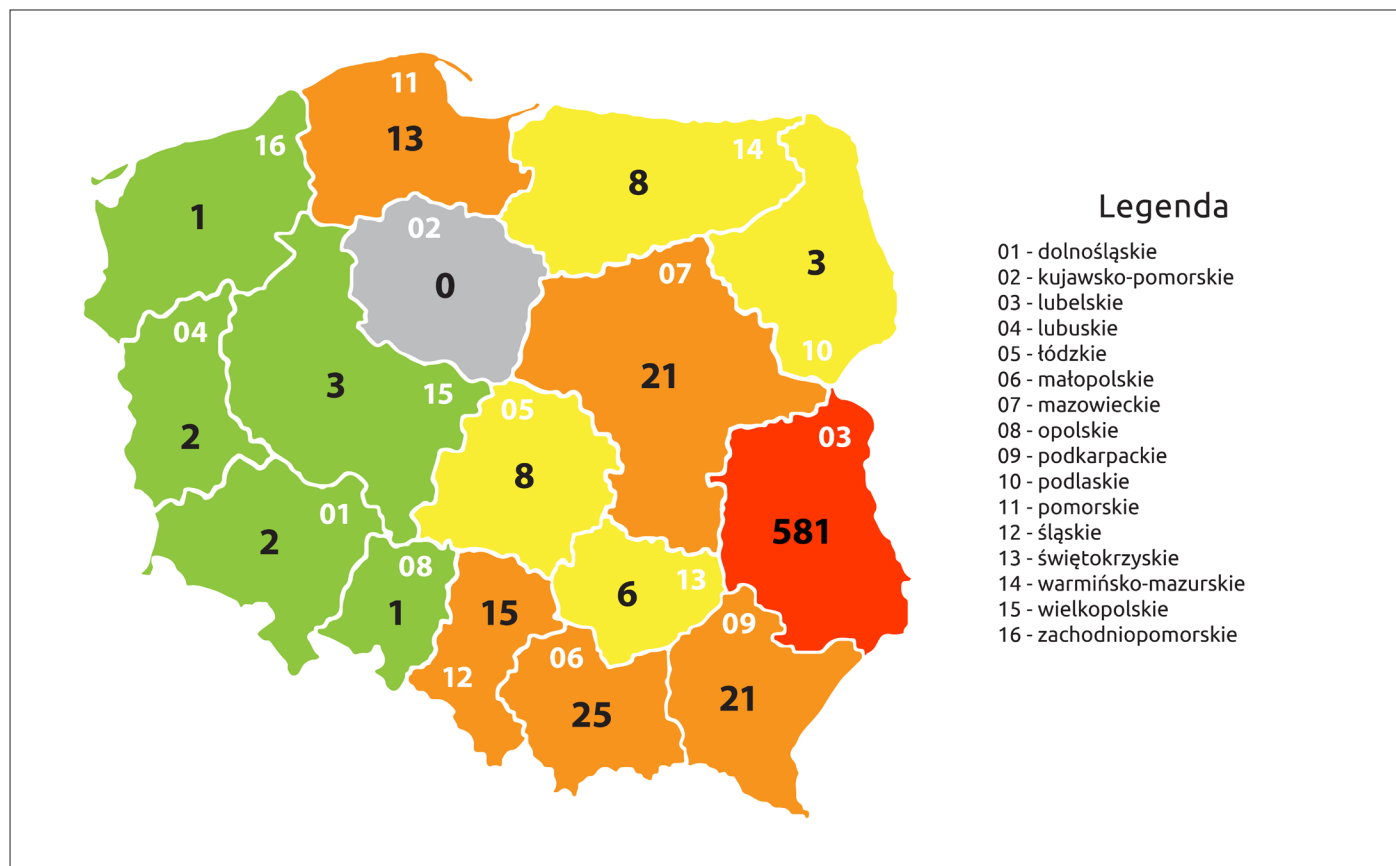 11
13
16
14
8
1
02
07
3
0
04
10
21
3
15
05
03
2
8
01
581
2
08
13
6
1
15
09
06
12
21
25
Legenda
01 - dolnośląskie
02 - kujawsko-pomorskie
03 - lubelskie
04 - lubuskie
05 - łódzkie
06 - małopolskie
07 - mazowieckie
08 - opolskie
09 - podkarpackie
10 - podlaskie
11 - pomorskie
12 - śląskie
13 - świętokrzyskie
14 - warmińsko-mazurskie
15 - wielkopolskie
16 - zachodniopomorskie